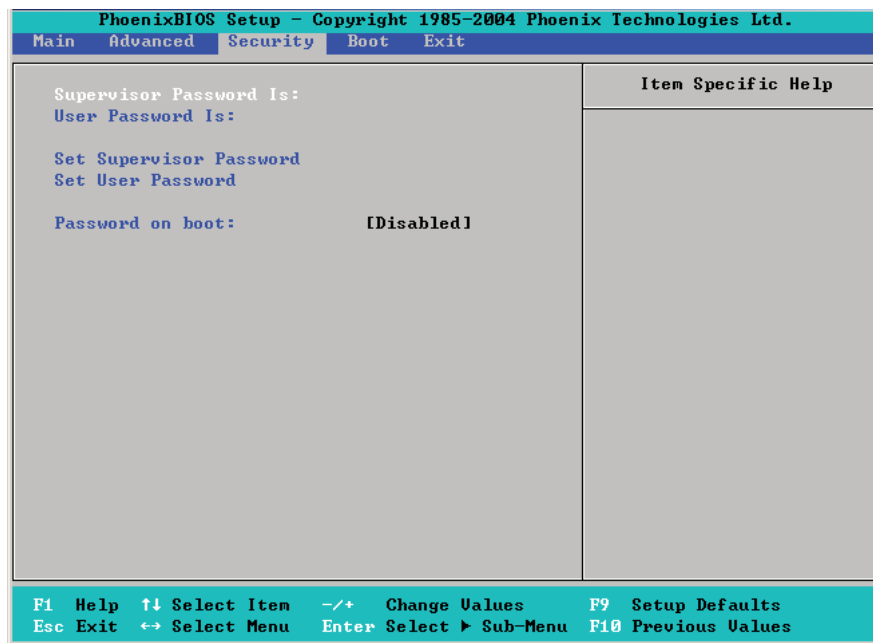 PhoenixBIOS Setup - Copyright 1985-2004 Phoenix Technologies Ltd.
Main Advanced Security Boot Exit
Item Specific Help
Supervisor Password Is:
User Password Is:
Set Supervisor Password
Set User Password
Password on boot: [Disabled]
F1 Help ↑↓ Select Item -/+ Change Values F9 Setup Defaults
Esc Exit ↔ Select Menu Enter Select ▶ Sub-Menu F10 Previous Values